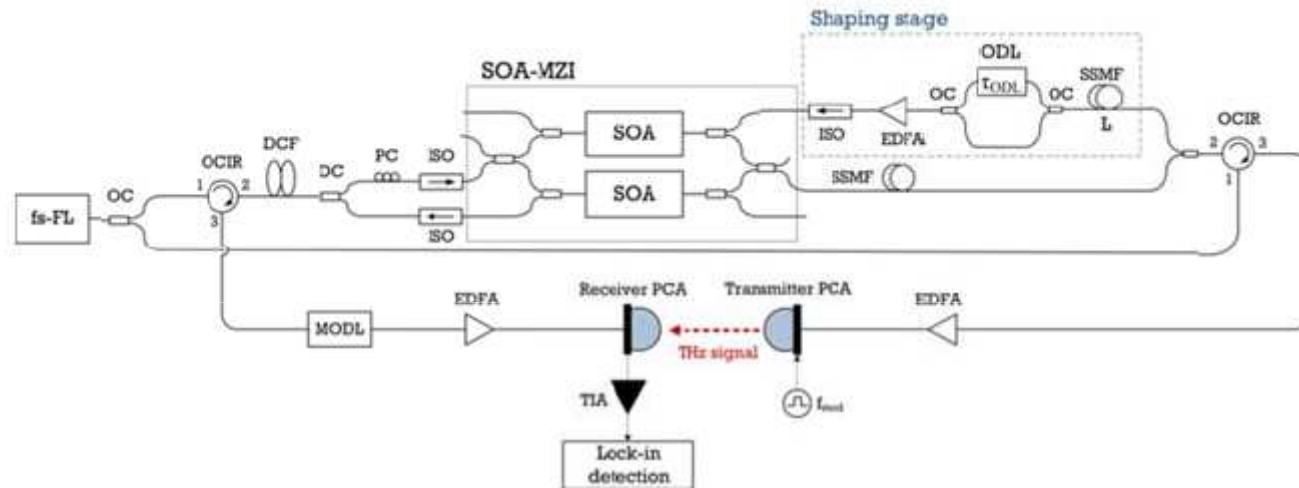 Shaping stage
ODL
τODL
SSMF
SOA-MZI
OC
OC
L
ISO
EDFA
SOA
DCF
PC
ISO
OCIR
1
2
3
OC
OC
fs-FL
ISO
SOA
SSMF
OCIR
2
3
1
Receiver PCA
Transmitter PCA
EDFA
EDFA
MODL
THz signal
TIA
fmod
Lock-in
detection